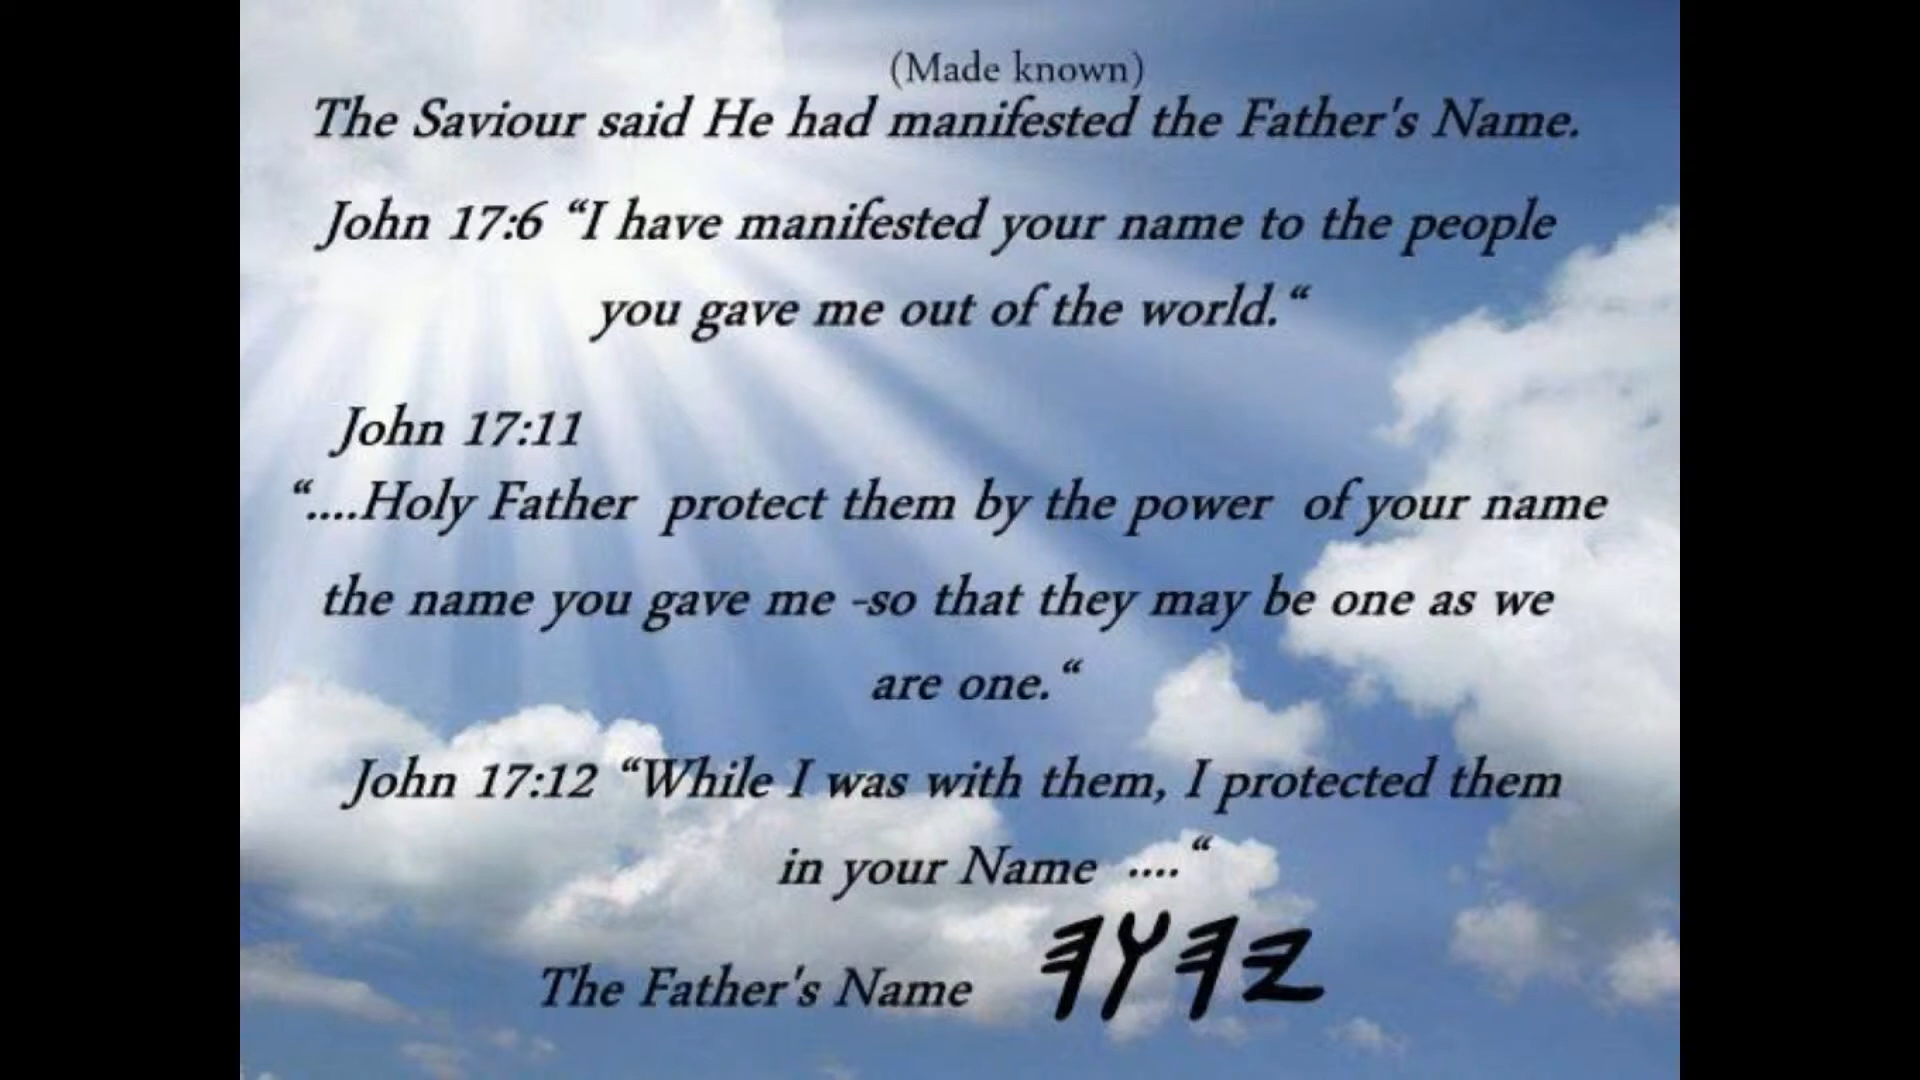 (Made known)
The Saviour said He had manifested the Father's Name.
John 17:6 “I have manifested your name to the people
you gave me out of the world.“
John 17:11
“....Holy Father protect them by the power of your name
the name you gave me -so that they may be one as we
are one.“
John 17:12 “While I was with them, I protected them
in your Name ....“
The Father's Name 𐤉𐤄𐤅𐤄